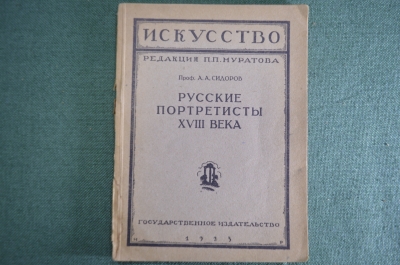 ИСКУССТВО
РЕДАКЦИЯ П.П.МУРАТОВА
Проф. А. А. СИДОРОВ
РУССКИЕ
ПОРТРЕТИСТЫ
XVIII ВЕКА
ГОСУДАРСТВЕННОЕ ИЗДАТЕЛЬСТВО